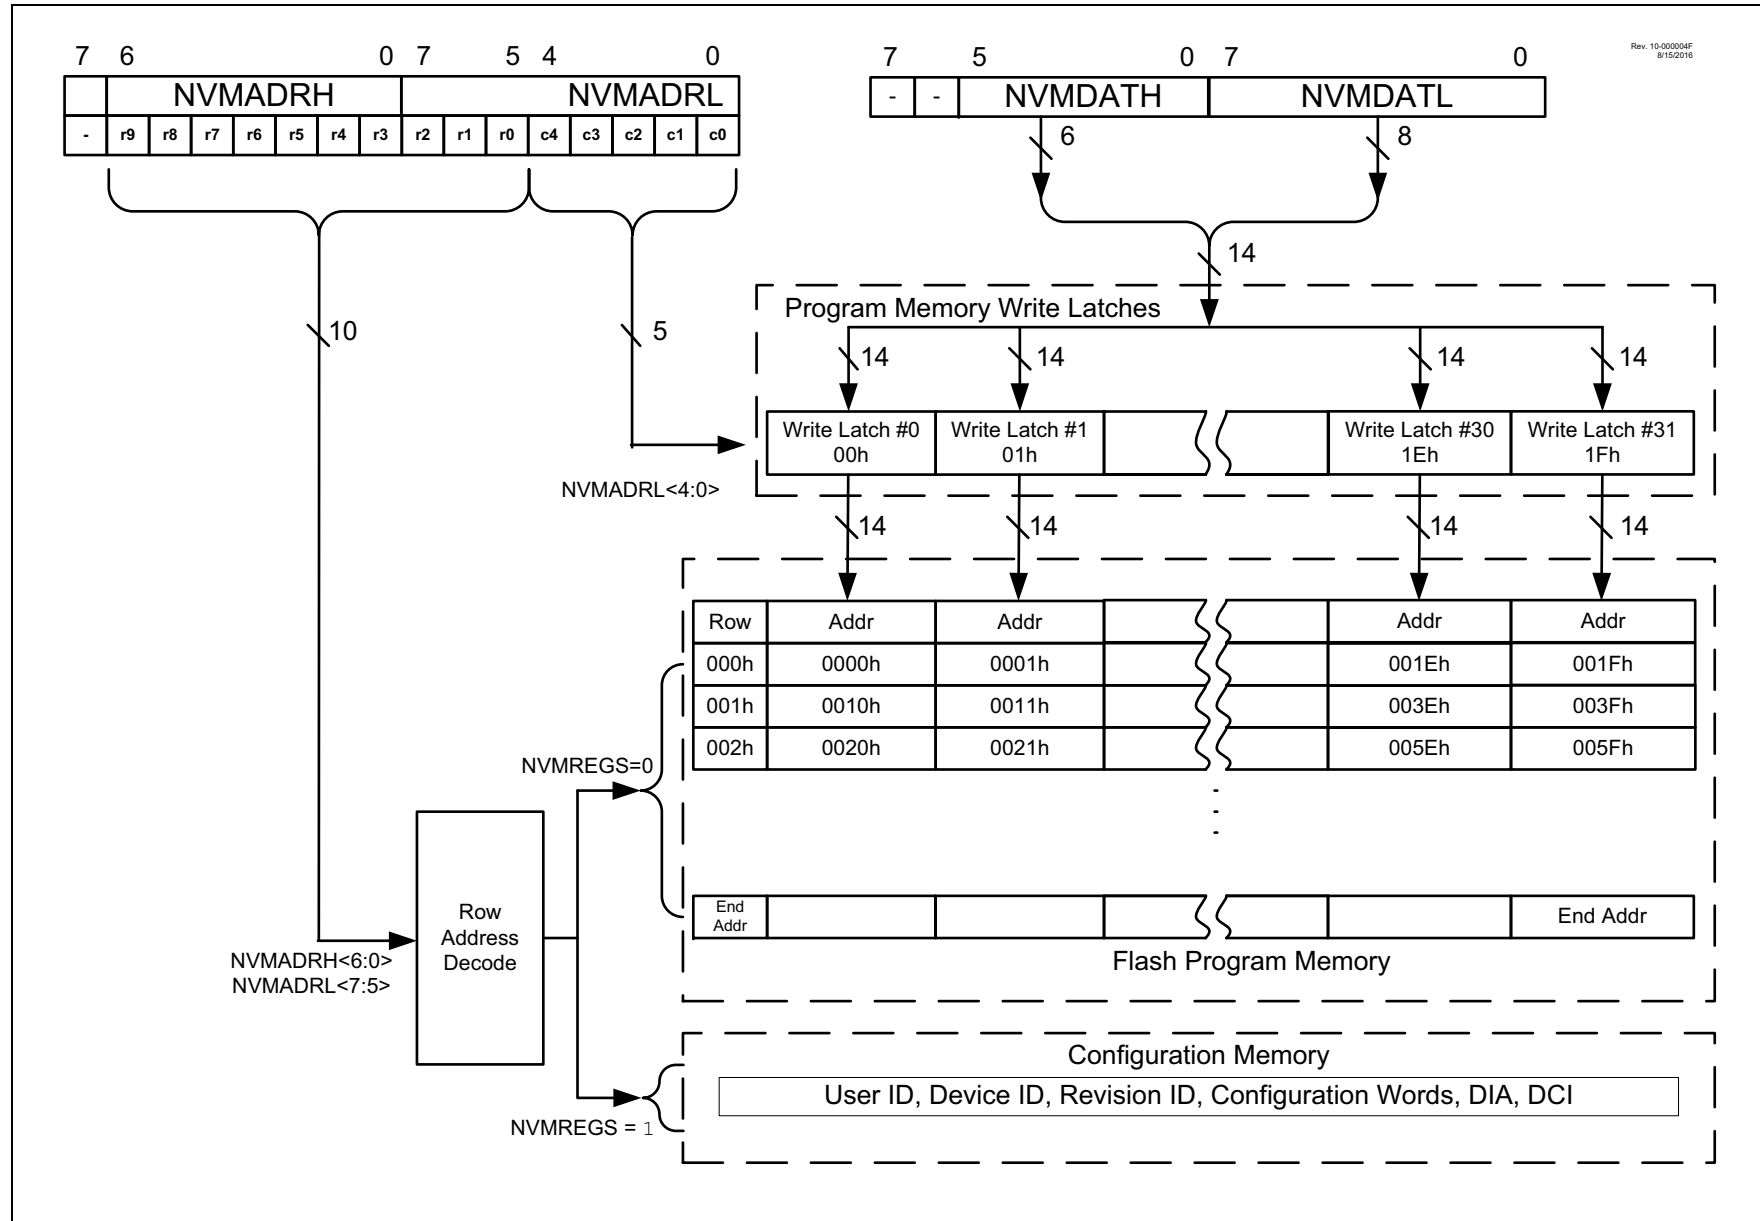 Rev. 10-000004F
8/15/2016
7 6 0 7 5 4 0
7 5 0 7 0
NVMADRH NVMADRL
- - NVMDATH NVMDATL
- r9 r8 r7 r6 r5 r4 r3 r2 r1 r0 c4 c3 c2 c1 c0
6 8
14
Program Memory Write Latches
10 5
14 14 14 14
Write Latch #0 Write Latch #1 Write Latch #30 Write Latch #31
00h 01h 1Eh 1Fh
NVMADRL<4:0>
14 14 14 14
Row Addr Addr Addr Addr
000h 0000h 0001h 001Eh 001Fh
001h 0010h 0011h 003Eh 003Fh
002h 0020h 0021h 005Eh 005Fh
NVMREGS=0
End
Addr
End Addr
Row
Address
Decode
NVMADRH<6:0>
NVMADRL<7:5>
Flash Program Memory
Configuration Memory
User ID, Device ID, Revision ID, Configuration Words, DIA, DCI
NVMREGS = 1